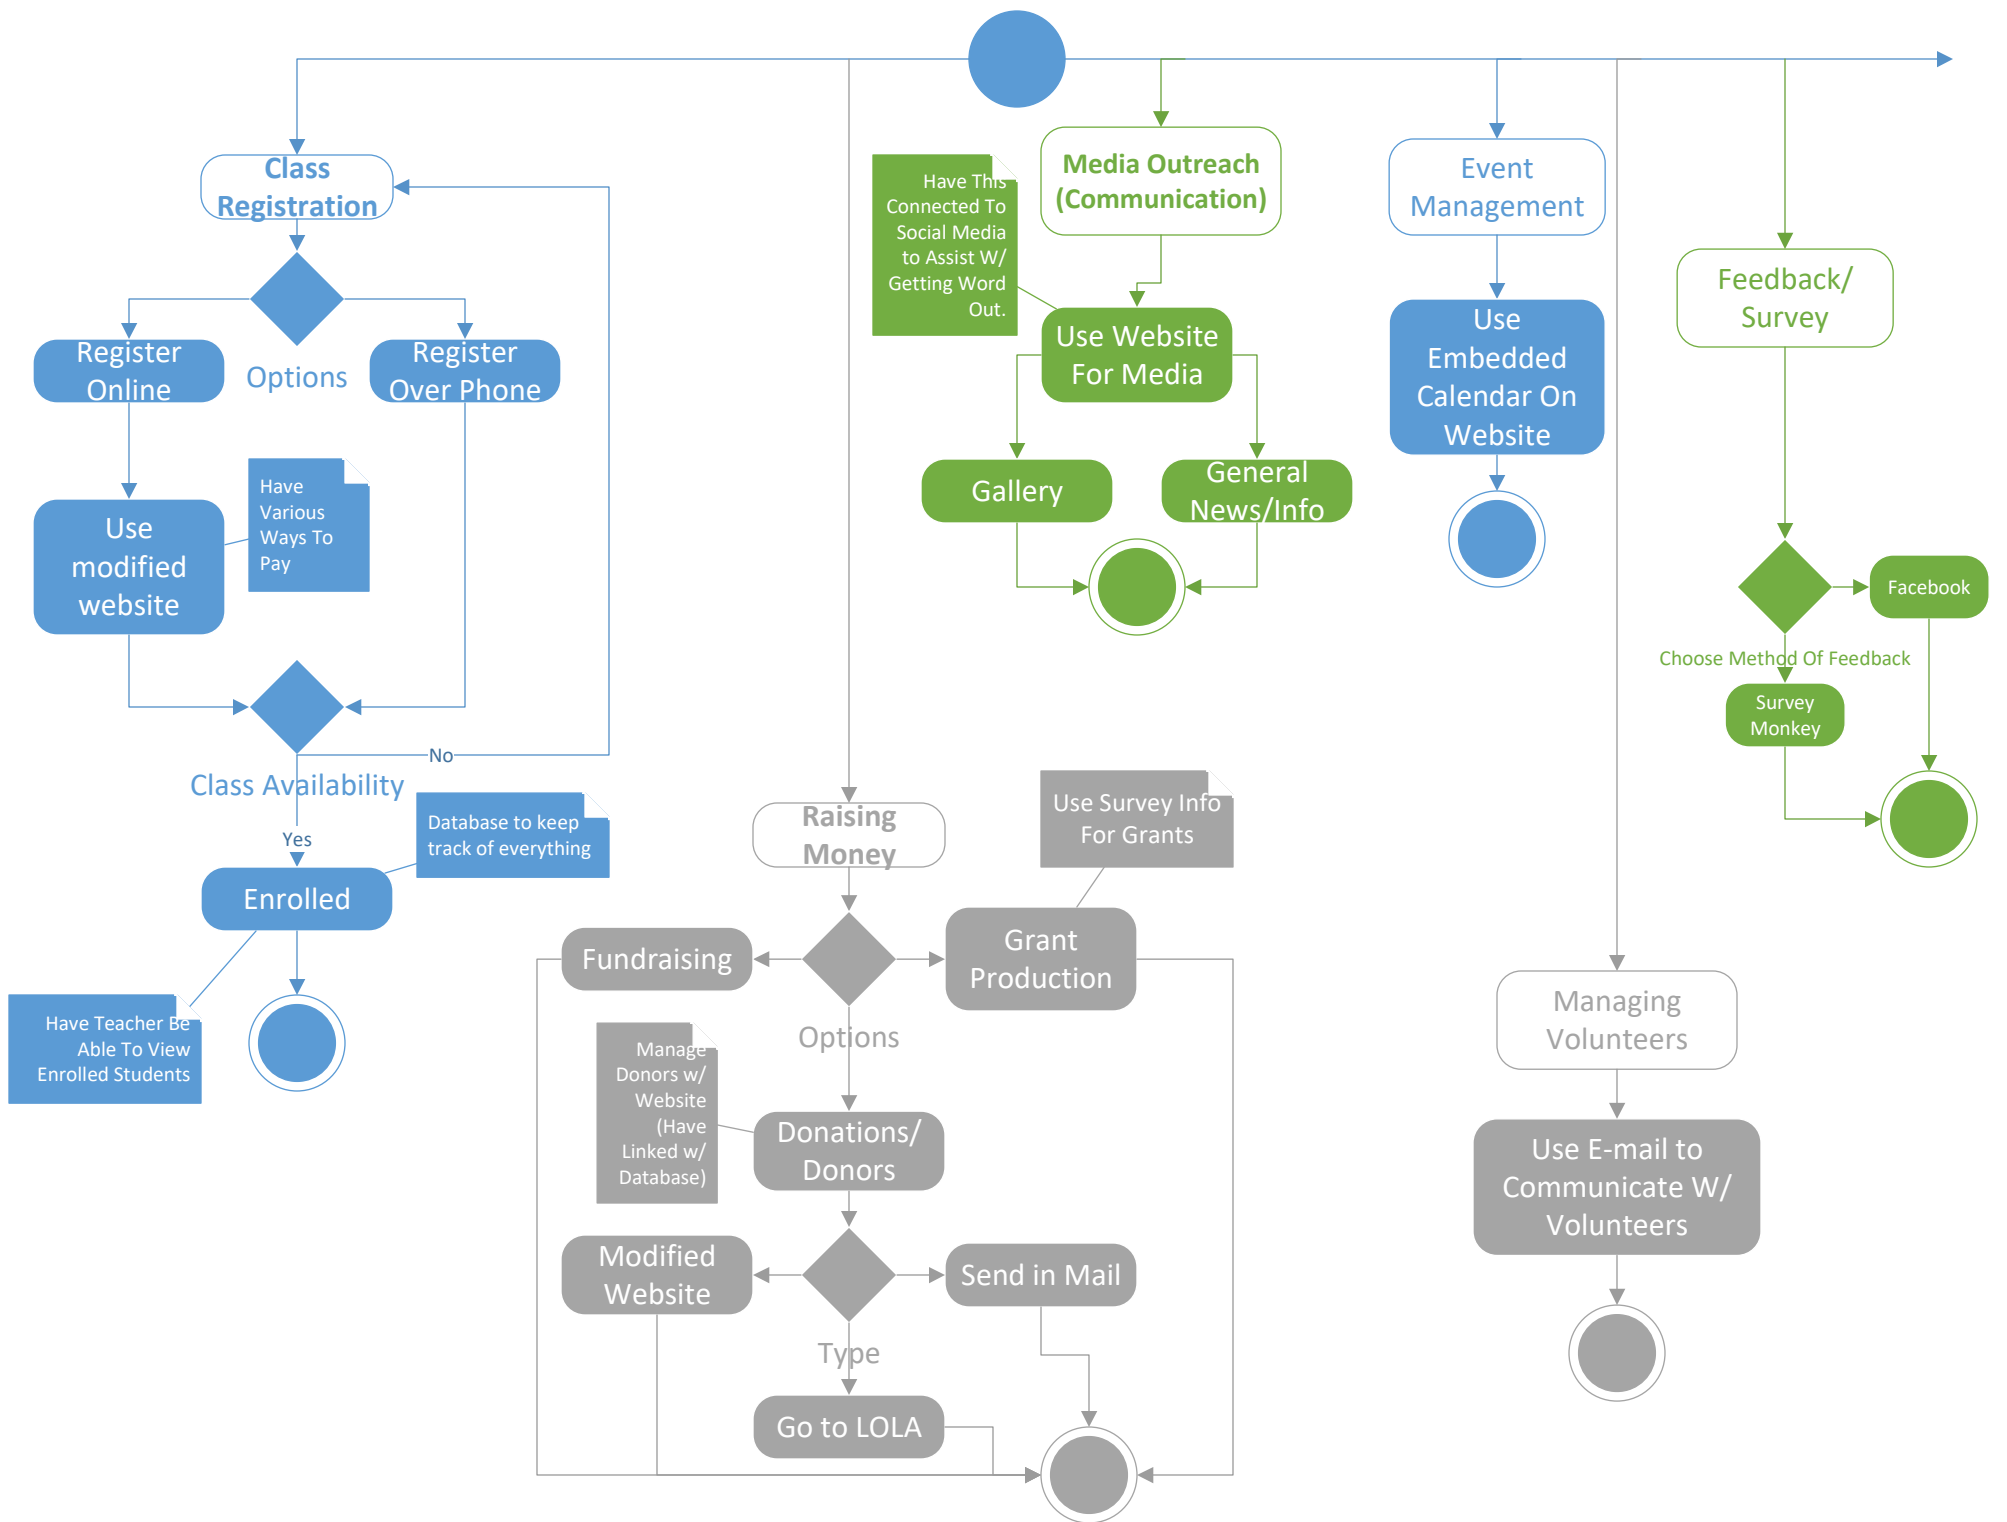 Class
Registration
Register
Online
Options
Register
Over Phone
Have
Various
Ways To
Pay
Use
modified
website
No
Class Availability
Yes
Database to keep
track of everything
Enrolled
Have Teacher Be
Able To View
Enrolled Students
Raising
Money
Use Survey Info
For Grants
Fundraising
Grant
Production
Options
Manage
Donors w/
Website
(Have
Linked w/
Database)
Donations/
Donors
Modified
Website
Send in Mail
Type
Go to LOLA
Media Outreach
(Communication)
Have This
Connected To
Social Media
to Assist W/
Getting Word
Out.
Use Website
For Media
Gallery
General
News/Info
Event
Management
Use
Embedded
Calendar On
Website
Managing
Volunteers
Use E-mail to
Communicate W/
Volunteers
Feedback/
Survey
Facebook
Choose Method Of Feedback
Survey
Monkey